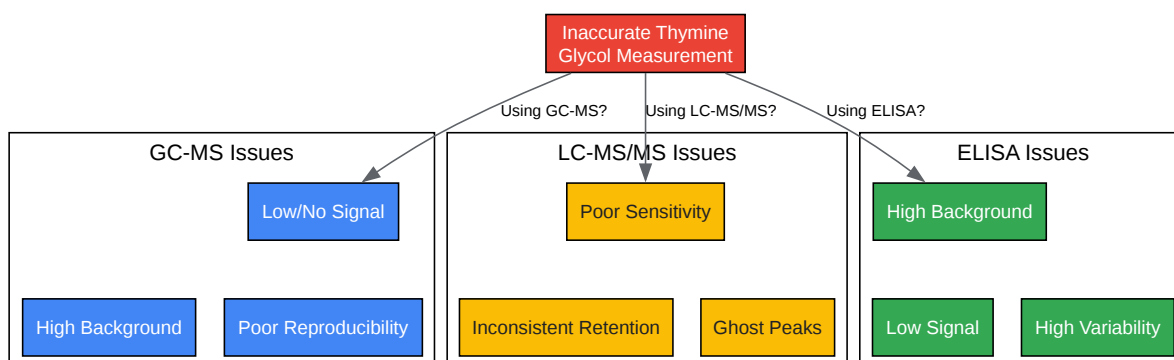 Inaccurate Thymine
Glycol Measurement
Using GC-MS?
Using LC-MS/MS?
Using ELISA?
GC-MS Issues
LC-MS/MS Issues
ELISA Issues
Low/No Signal
Poor Sensitivity
High Background
High Background
Poor Reproducibility
Inconsistent Retention
Ghost Peaks
Low Signal
High Variability